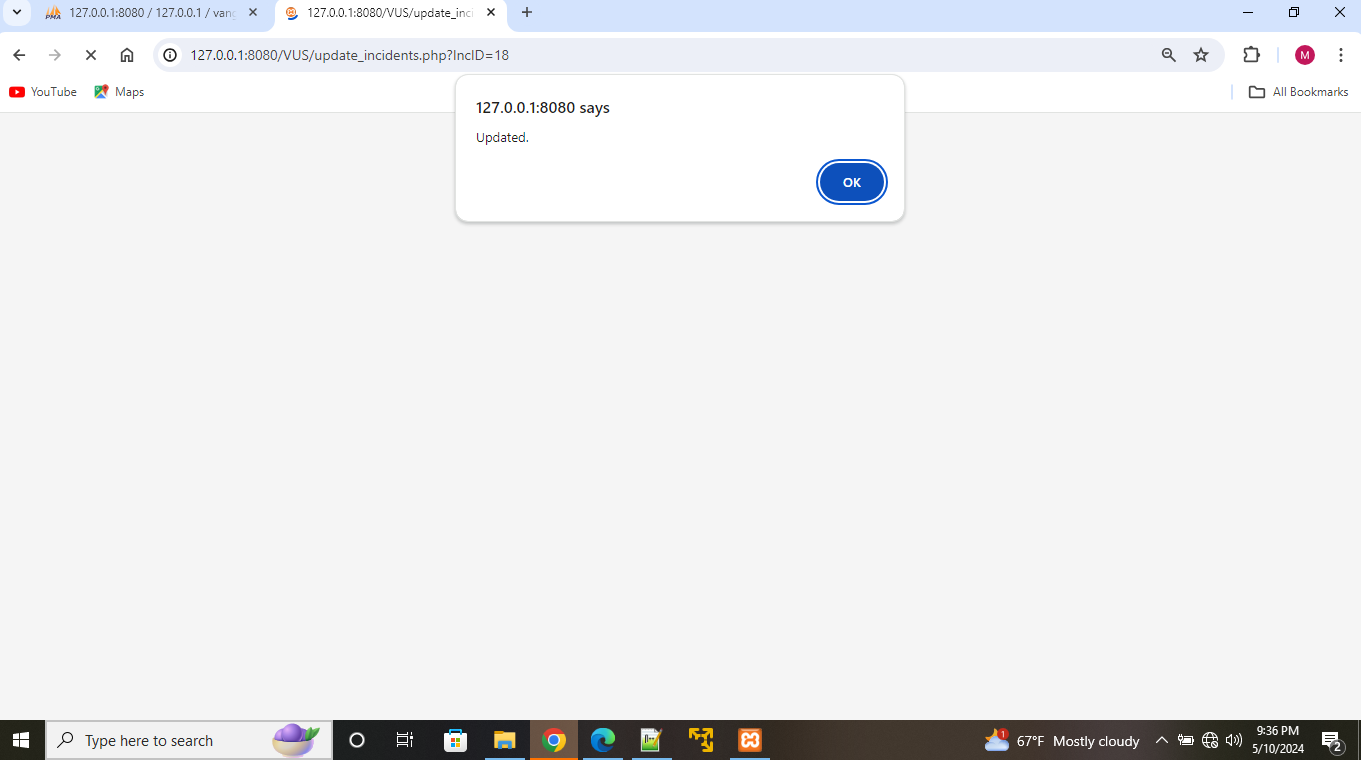 PMA 127.0.0.1:8080 / 127.0.0.1 / vang
127.0.0.1:8080/VUS/update_inci
127.0.0.1:8080/VUS/update_incidents.php?IncID=18
M
YouTube
Maps
All Bookmarks
127.0.0.1:8080 says
Updated.
OK
Type here to search
1
67°F Mostly cloudy
9:36 PM
5/10/2024
2